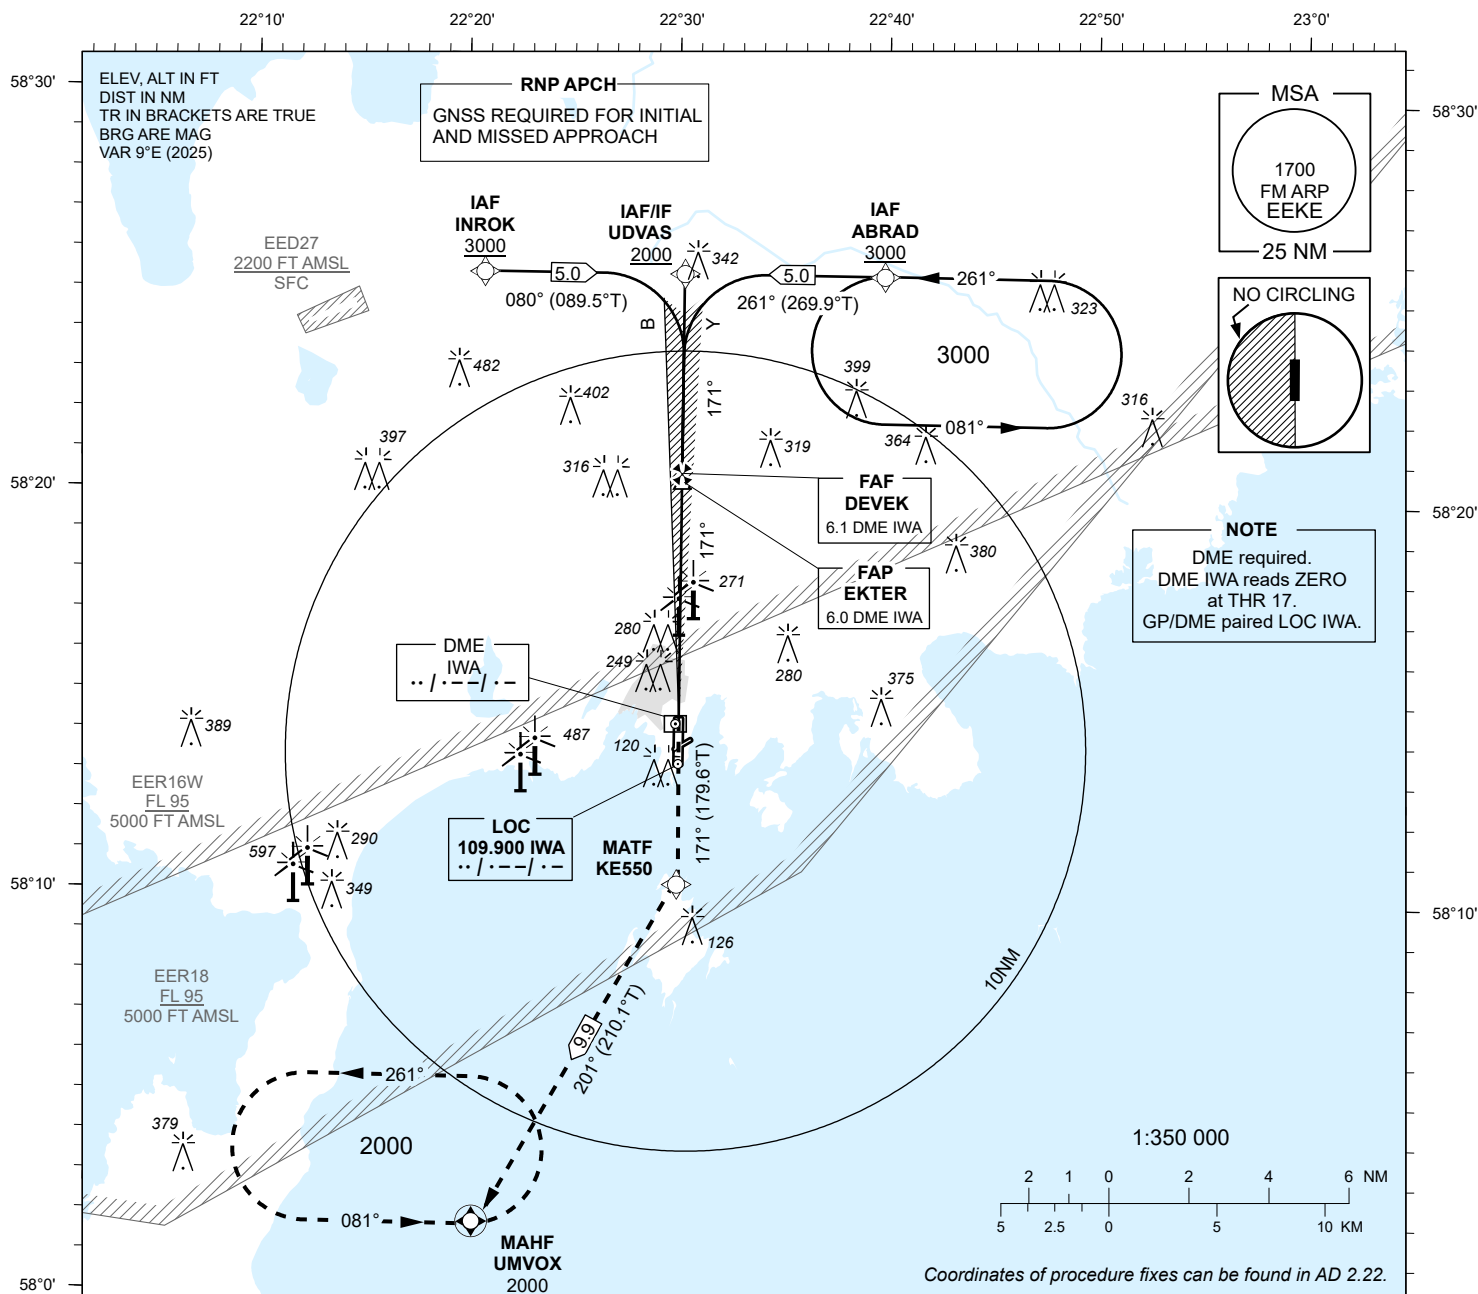 22°10'
22°20'
22°30'
22°40'
22°50'
23°0'
58°30'
58°30'
ELEV, ALT IN FT
DIST IN NM
TR IN BRACKETS ARE TRUE
BRG ARE MAG
VAR 9°E (2025)
RNP APCH
GNSS REQUIRED FOR INITIAL
AND MISSED APPROACH
MSA
1700
FM ARP
EEKE
25 NM
IAF
INROK
3000
IAF/IF
UDVAS
2000
342
IAF
ABRAD
3000
EED27
2200 FT AMSL
SFC
5.0
080° (089.5°T)
5.0
261° (269.9°T)
261°
323
NO CIRCLING
B
Y
171°
3000
482
402
399
081°
364
316
397
316
319
58°20'
58°20'
FAF
DEVEK
6.1 DME IWA
171°
380
NOTE
DME required.
DME IWA reads ZERO
at THR 17.
GP/DME paired LOC IWA.
FAP
EKTER
6.0 DME IWA
271
280
249
280
375
DME
IWA
·· / ·−− / ·−
389
487
120
171° (179.6°T)
EER16W
FL 95
5000 FT AMSL
LOC
109.900 IWA
·· / ·−− / ·−
MATF
KE550
290
597
349
58°10'
58°10'
126
10NM
EER18
FL 95
5000 FT AMSL
9.9
201° (210.1°T)
261°
379
2000
081°
MAHF
UMVOX
2000
1:350 000
2 1 0 2 4 6 NM
5 2.5 0 5 10 KM
58°0'
Coordinates of procedure fixes can be found in AD 2.22.